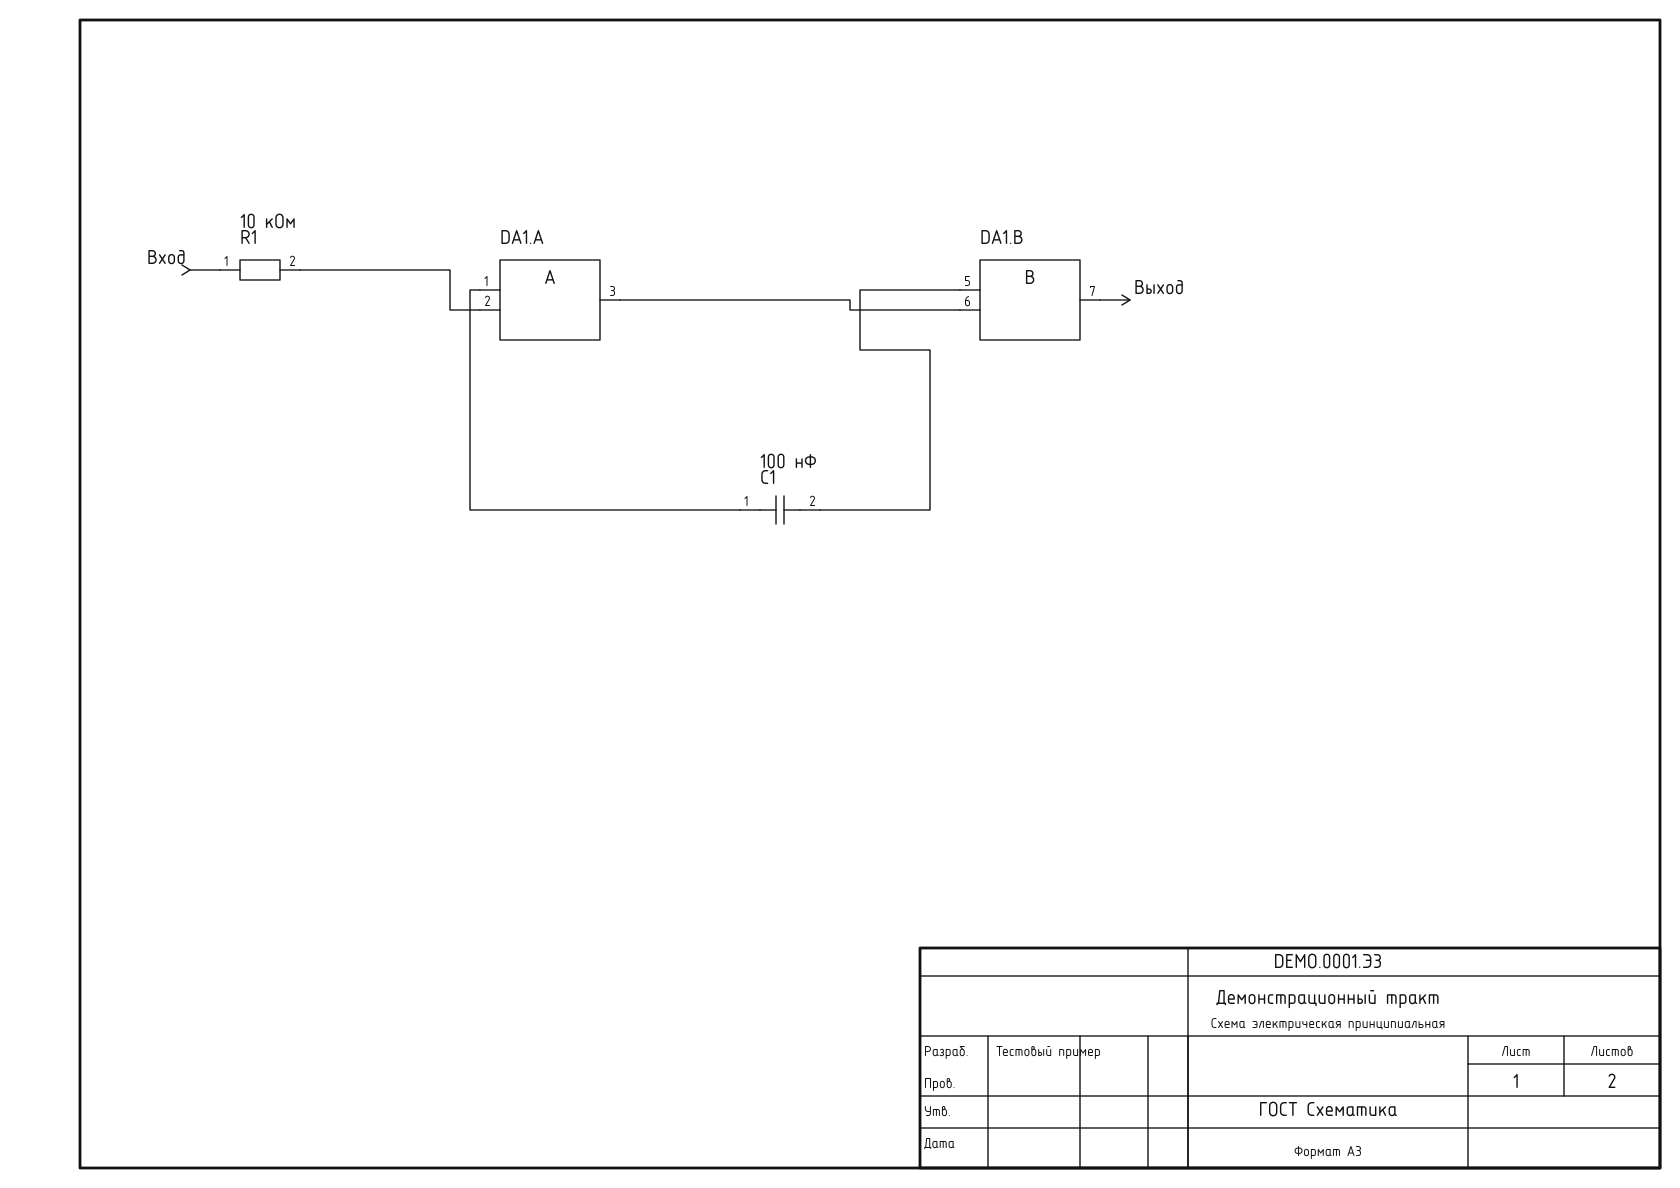 10 кОм
R1
Вход
1
2
DA1.A
A
1
2
3
DA1.B
B
5
6
7
Выход
100 нФ
C1
1
2
DEMO.0001.ЭЗ
Демонстрационный тракт
Схема электрическая принципиальная
Разраб.
Тестовый пример
Лист
Листов
Пров.
1
2
Утв.
ГОСТ Схематика
Дата
Формат А3